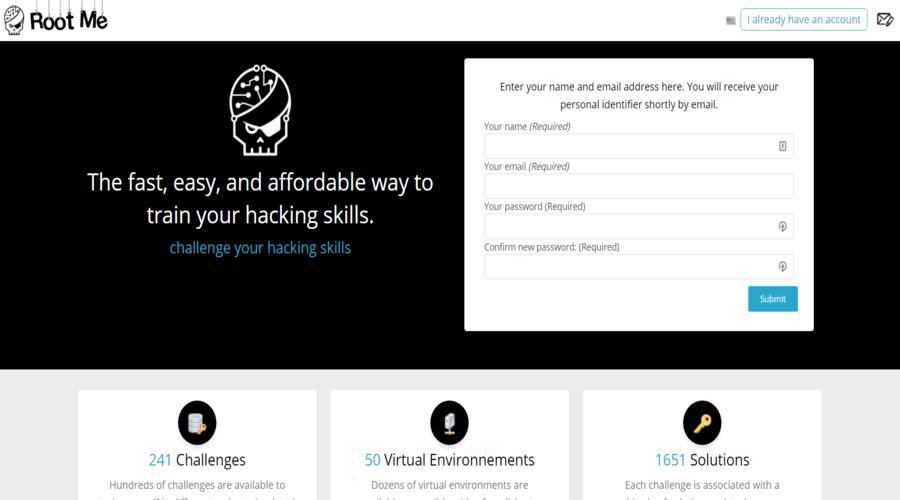 Root Me
I already have an account
Enter your name and email address here. You will receive your
personal identifier shortly by email.
Your name (Required)
Your email (Required)
Your password (Required)
Confirm new password: (Required)
Submit
The fast, easy, and affordable way to
train your hacking skills.
challenge your hacking skills
241 Challenges
Hundreds of challenges are available to
50 Virtual Environnements
Dozens of virtual environments are
1651 Solutions
Each challenge is associated with a